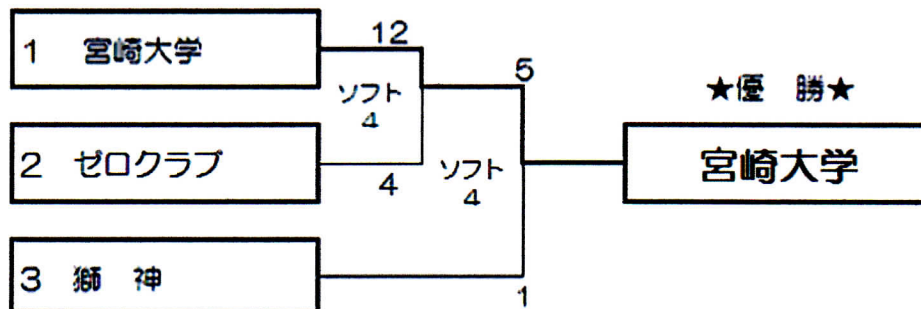 1 宮崎大学
12
ソフト
4
2 ゼロクラブ
4
5
ソフト
4
3 獅 神
1
★優 勝★
宮崎大学